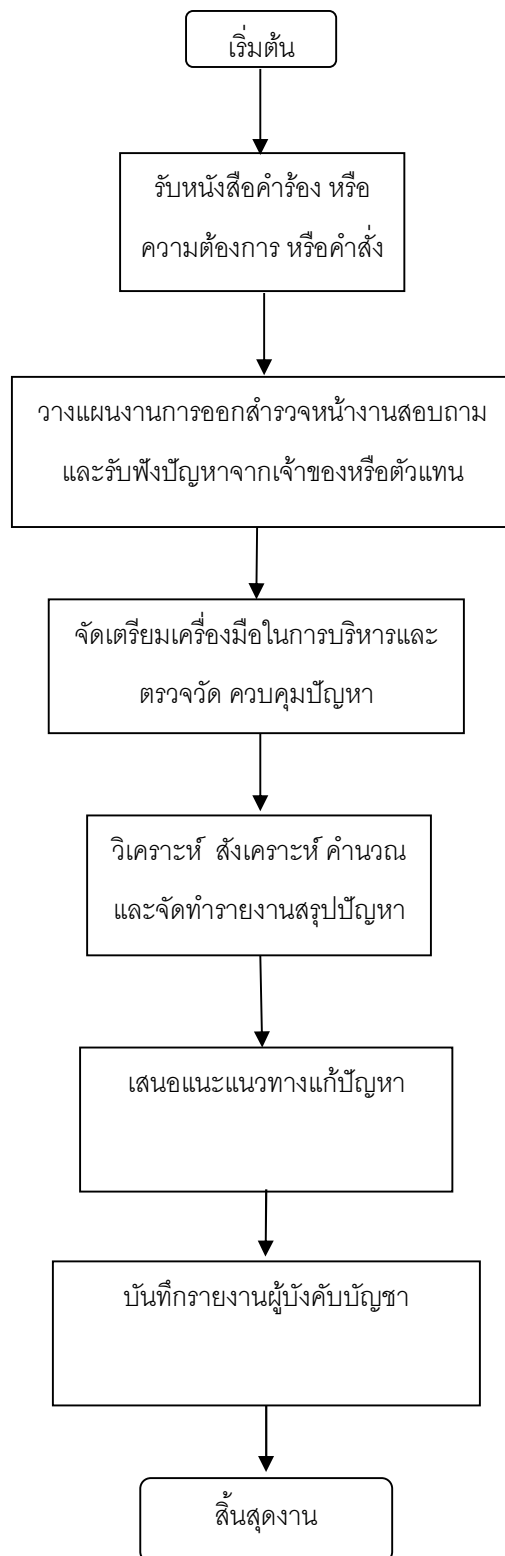 เริ่มต้น
รับหนังสือคำร้อง หรือ
ความต้องการ หรือคำสั่ง
วางแผนงานการออกสำรวจหน้างานสอบถาม
และรับฟังปัญหาจากเจ้าของหรือตัวแทน
จัดเตรียมเครื่องมือในการบริหารและ
ตรวจวัด ควบคุมปัญหา
วิเคราะห์ สังเคราะห์ คำนวณ
และจัดทำรายงานสรุปปัญหา
เสนอแนะแนวทางแก้ปัญหา
บันทึกรายงานผู้บังคับบัญชา
สิ้นสุดงาน